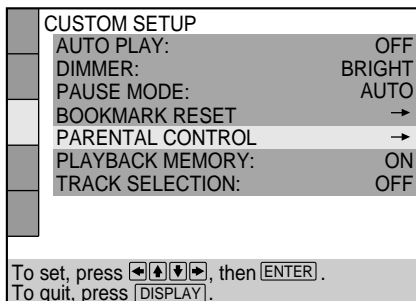 CUSTOM SETUP
AUTO PLAY: OFF
DIMMER: BRIGHT
PAUSE MODE: AUTO
BOOKMARK RESET →
PARENTAL CONTROL →
PLAYBACK MEMORY: ON
TRACK SELECTION: OFF
To set, press ←↑↓→, then ENTER.
To quit, press DISPLAY.